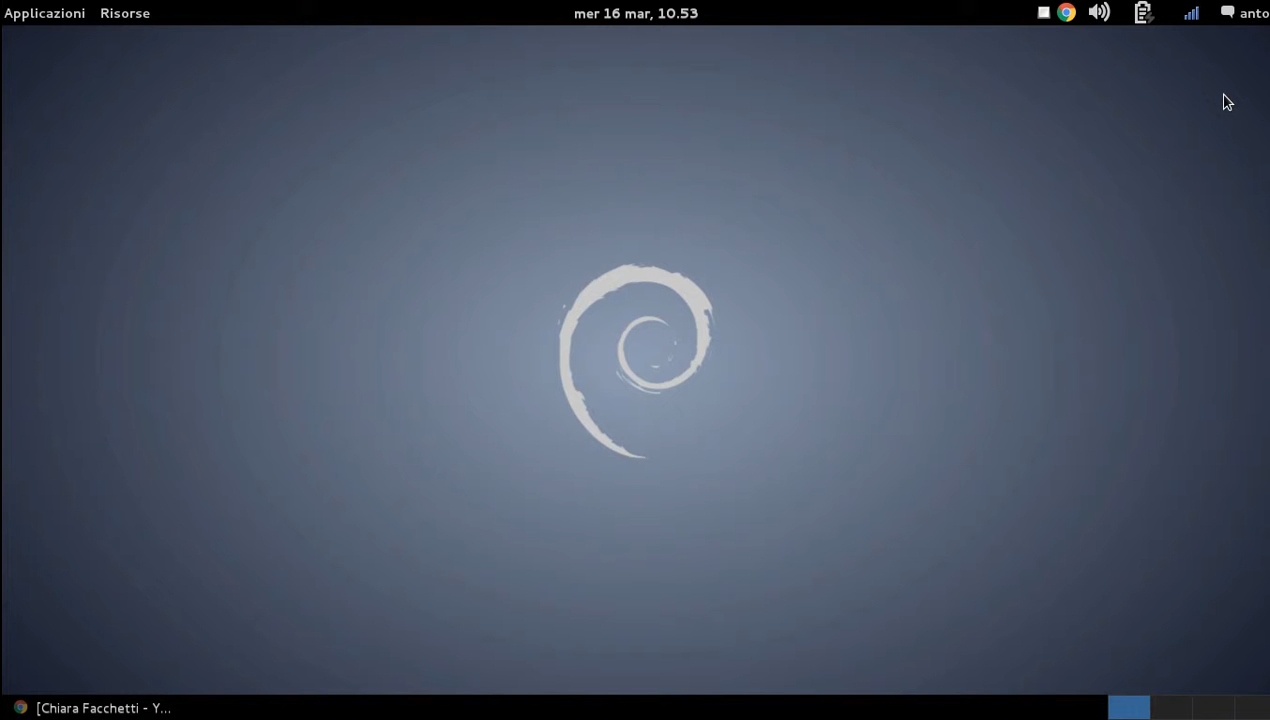 Applicazioni Risorse mer 16 mar, 10.53 anto
[Chiara Facchetti - Y...